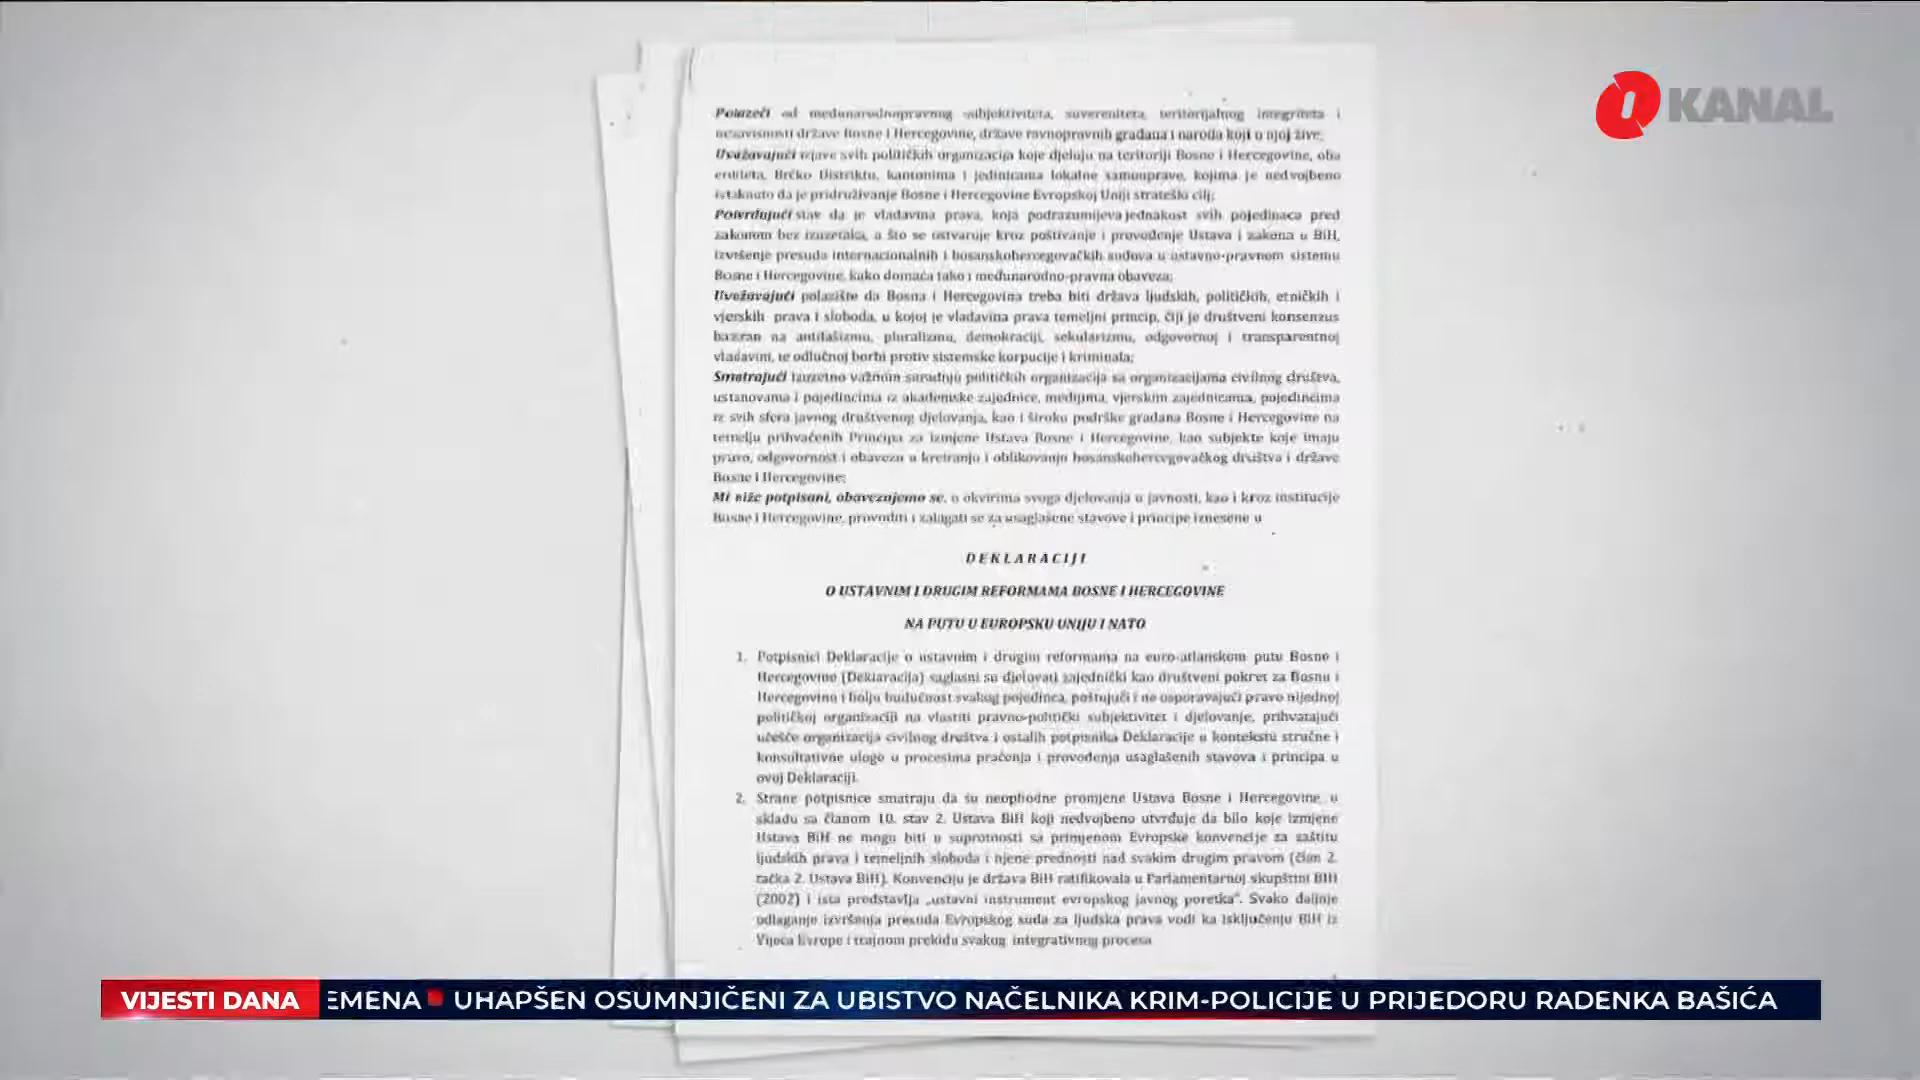 O KANAL
Polazeći od međunarodnopravnog subjektiviteta, suvereniteta, teritorijalnog integriteta i
nezavisnosti države Bosne i Hercegovine, države ravnopravnih građana i naroda koji u njoj žive;
Uvažavajući izjave svih političkih organizacija koje djeluju na teritoriji Bosne i Hercegovine, oba
entiteta, Brčko Distriktu, kantonima i jedinicama lokalne samouprave, kojima je nedvojbeno
istaknuto da je pridruživanje Bosne i Hercegovine Evropskoj Uniji strateški cilj;
Potvrđujući stav da je vladavina prava, koja podrazumijeva jednakost svih pojedinaca pred
zakonom bez izuzetaka, a što se ostvaruje kroz poštivanje i provođenje Ustava i zakona u BiH,
izvršenje presuda internacionalnih i bosanskohercegovačkih sudova u ustavno-pravnom sistemu
Bosne i Hercegovine, kako domaća tako i međunarodno-pravna obaveza;
Uvažavajući polazište da Bosna i Hercegovina treba biti država ljudskih, političkih, etničkih i
vjerskih prava i sloboda, u kojoj je vladavina prava temeljni princip, čiji je društveni konsenzus
baziran na antifašizmu, pluralizmu, demokraciji, sekularizmu, odgovornoj i transparentnoj
vladavini, te odlučnoj borbi protiv sistemske korpucije i kriminala;
Smatrajući izuzetno važnom suradnju političkih organizacija sa organizacijama civilnog društva,
ustanovama i pojedincima iz akademske zajednice, medijima, vjerskim zajednicama, pojedincima
iz svih sfera javnog društvenog djelovanja, kao i široku podršku građana Bosne i Hercegovine na
temelju prihvaćenih Principa za izmjene Ustava Bosne i Hercegovine, kao subjekte koje imaju
pravo, odgovornost i obavezu u kreiranju i oblikovanju bosanskohercegovačkog društva i države
Bosne i Hercegovine;
Mi niže potpisani, obavezujemo se, u okvirima svoga djelovanja u javnosti, kao i kroz institucije
Bosne i Hercegovine, provoditi i zalagati se za usaglašene stavove i principe iznesene u
DEKLARACIJI
O USTAVNIM I DRUGIM REFORMAMA BOSNE I HERCEGOVINE
NA PUTU U EUROPSKU UNIJU I NATO
1. Potpisnici Deklaracije o ustavnim i drugim reformama na euro-atlanskom putu Bosne i
Hercegovine (Deklaracija) saglasni su djelovati zajednički kao društveni pokret za Bosnu i
Hercegovinu i bolju budućnost svakog pojedinca, poštujući i ne osporavajući pravo nijednoj
političkoj organizaciji na vlastiti pravno-politički subjektivitet i djelovanje, prihvatajući
učešće organizacija civilnog društva i ostalih potpisnika Deklaracije u kontekstu stručne i
konsultativne uloge u procesima praćenja i provođenja usaglašenih stavova i principa u
ovoj Deklaraciji.
2. Strane potpisnice smatraju da su neophodne promjene Ustava Bosne i Hercegovine, u
skladu sa članom 10. stav 2. Ustava BiH koji nedvojbeno utvrđuje da bilo koje izmjene
Ustava BiH ne mogu biti u suprotnosti sa primjenom Evropske konvencije za zaštitu
ljudskih prava i temeljnih sloboda i njene prednosti nad svakim drugim pravom (član 2.
tačka 2. Ustava BiH). Konvenciju je država BiH ratifikovala u Parlamentarnoj skupštini BIH
(2002) i ista predstavlja „ustavni instrument evropskog javnog poretka“. Svako daljnje
odlaganje izvršenja presuda Evropskog suda za ljudska prava vodi ka isključenju BiH iz
Vijeća Evrope i trajnom prekidu svakog integrativnog procesa
VIJESTI DANA EMENA UHAPŠEN OSUMNJIČENI ZA UBISTVO NAČELNIKA KRIM-POLICIJE U PRIJEDORU RADENKA BAŠIĆA